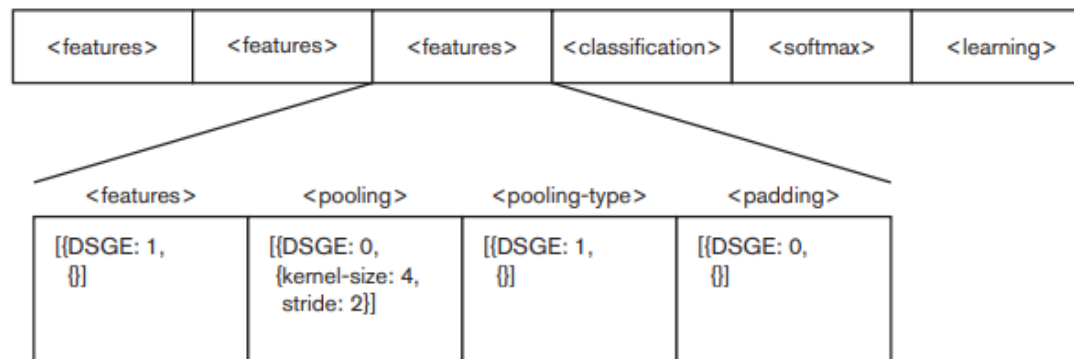 <features> <features> <features> <classification> <softmax> <learning>
<features> <pooling> <pooling-type> <padding>
[{DSGE: 1, [{DSGE: 0, [{DSGE: 1, [{DSGE: 0,
{}] {kernel-size: 4, {}] {}]
stride: 2}]